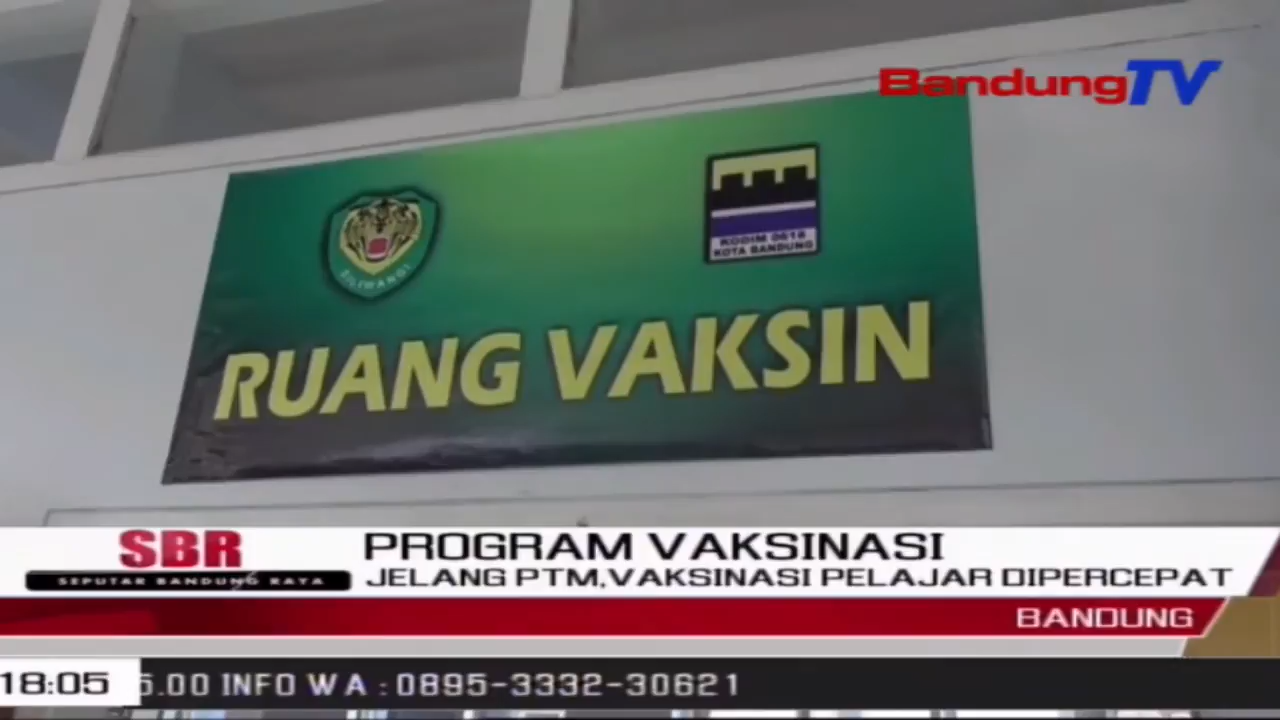 BandungTV
SILIWANGI
KODIM 0618
KOTA BANDUNG
RUANG VAKSIN
SBR
SEPUTAR BANDUNG RAYA
PROGRAM VAKSINASI
JELANG PTM,VAKSINASI PELAJAR DIPERCEPAT
BANDUNG
18:05
5.00 INFO WA : 0895-3332-30621